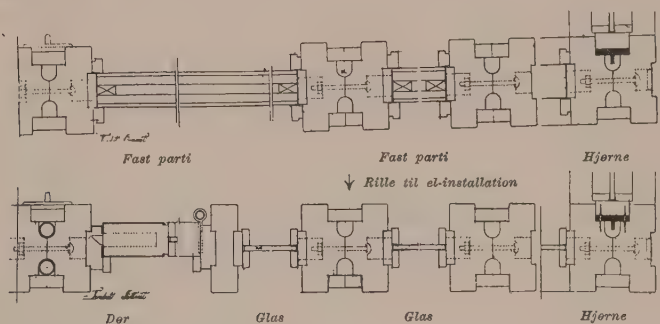 Fast parti Fast parti Hjørne
Rille til el-installation
Dør Glas Glas Hjørne